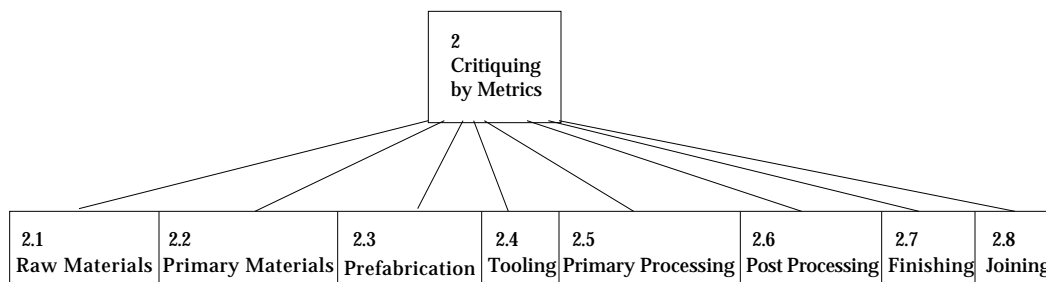 2
Critiquing
by Metrics
2.1
Raw Materials
2.2
Primary Materials
2.3
Prefabrication
2.4
Tooling
2.5
Primary Processing
2.6
Post Processing
2.7
Finishing
2.8
Joining